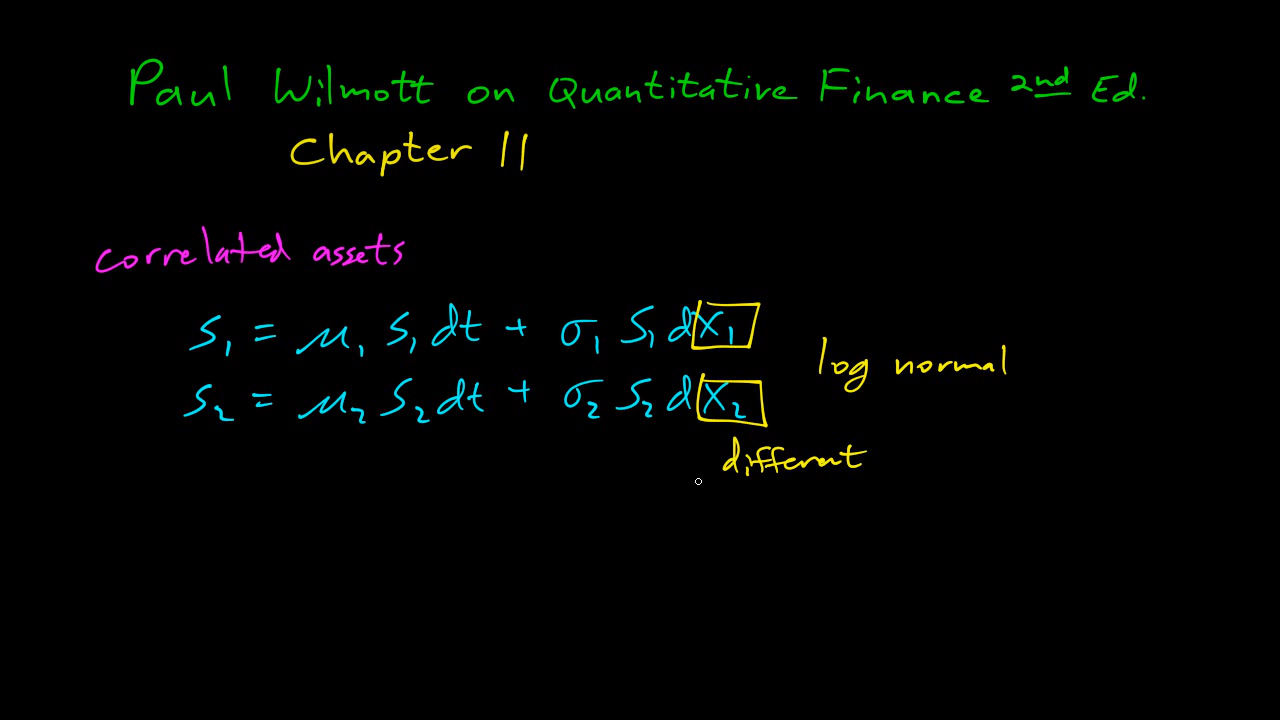 Paul Wilmott on Quantitative Finance 2nd Ed.
Chapter 11
correlated assets
S₁ = μ₁ S₁ dt + σ₁ S₁ dX₁
log normal
S₂ = μ₂ S₂ dt + σ₂ S₂ dX₂
different